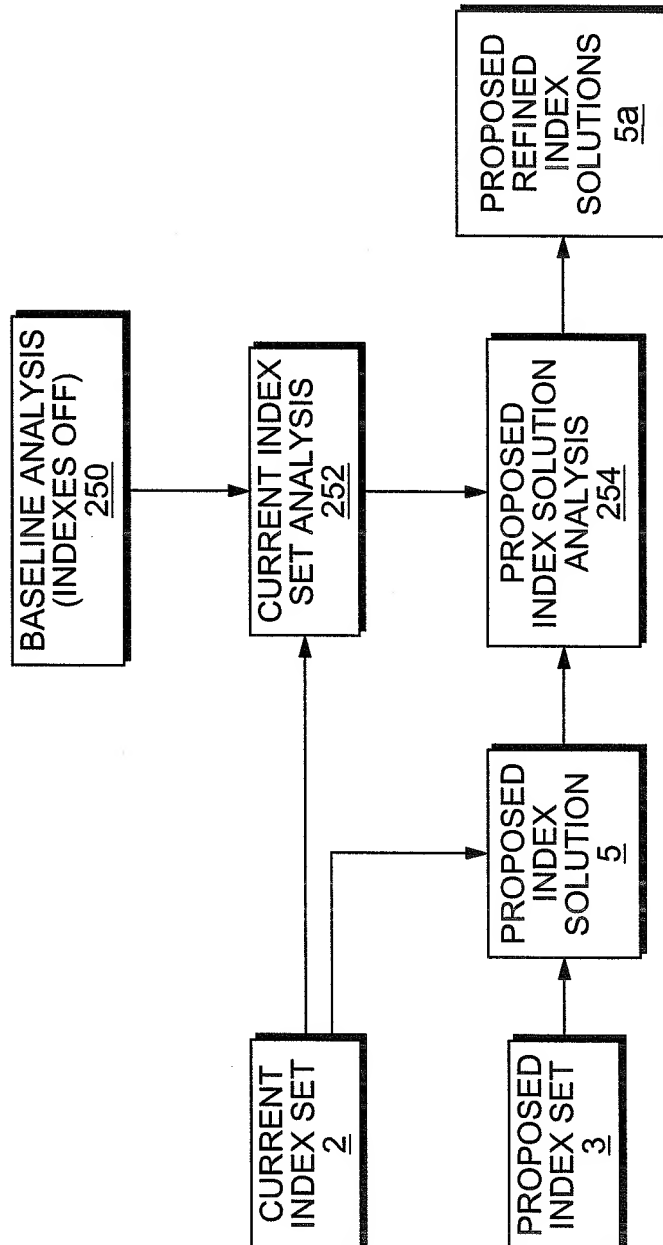 BASELINE ANALYSIS
(INDEXES OFF)
250
CURRENT
INDEX SET
2
CURRENT INDEX
SET ANALYSIS
252
PROPOSED
INDEX SET
3
PROPOSED
INDEX
SOLUTION
5
PROPOSED
INDEX SOLUTION
ANALYSIS
254
PROPOSED
REFINED
INDEX
SOLUTIONS
5a